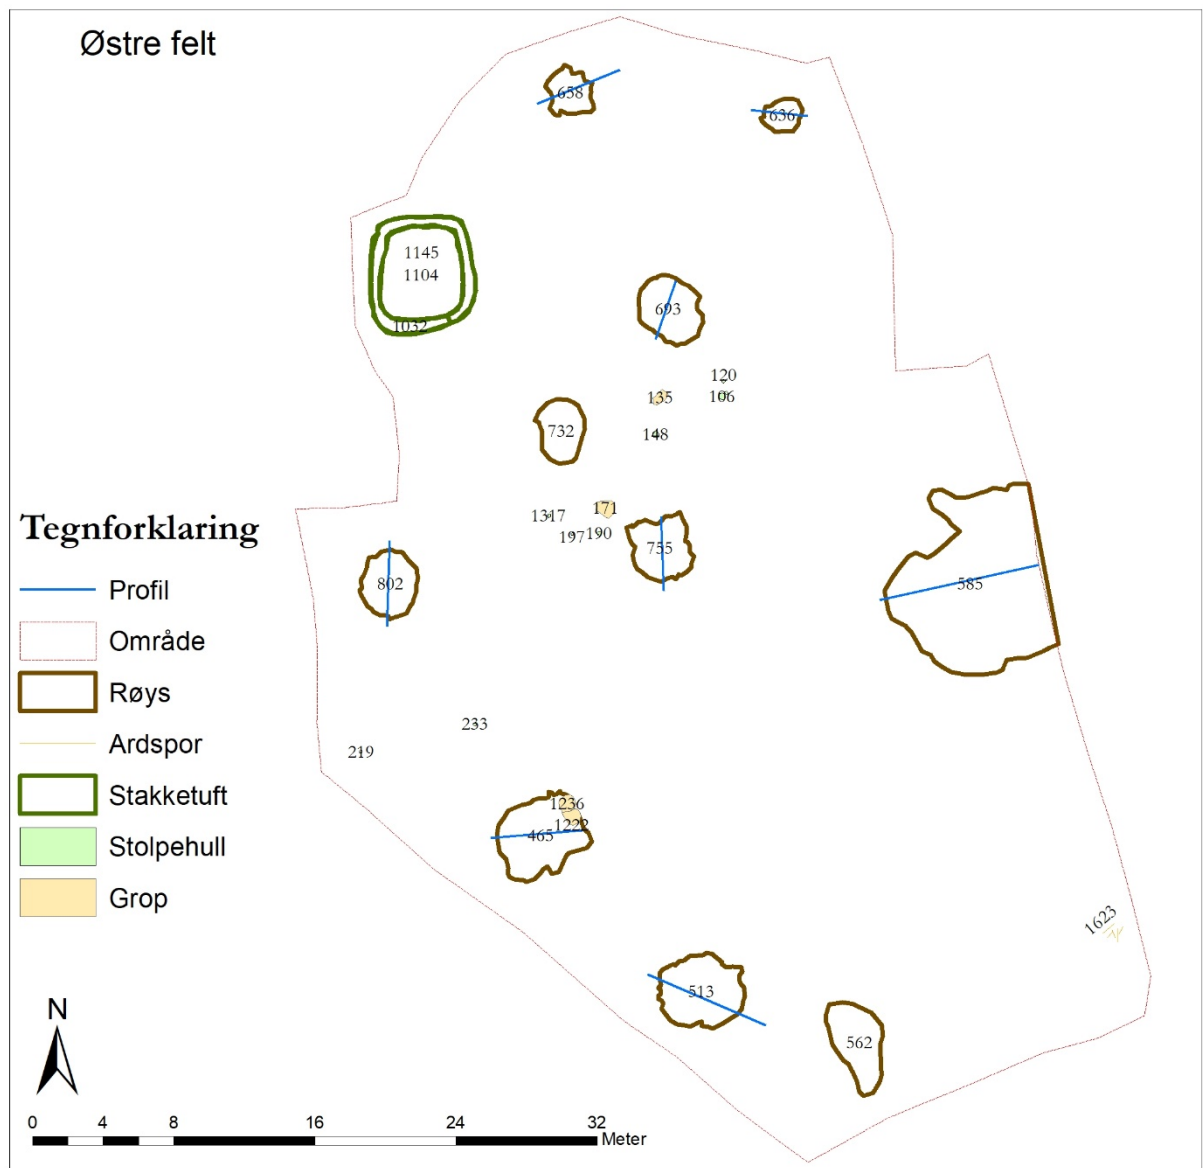 Østre felt
658
636
1145
1104
1032
693
120
135
106
732
148
1317
171
197
190
755
802
585
233
219
1236
1222
465
1623
513
562
Tegnforklaring
Profil
Område
Røys
Ardspor
Stakketuft
Stolpehull
Grop
N
0 4 8 16 24 32
Meter